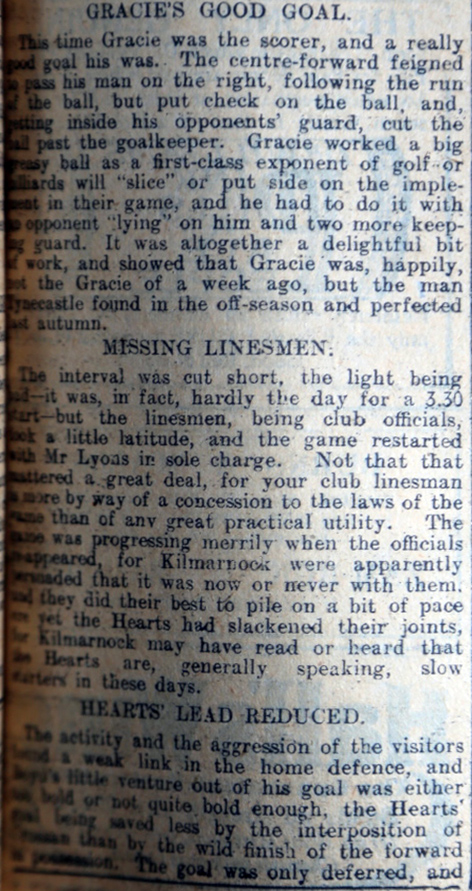 GRACIE'S GOOD GOAL.
This time Gracie was the scorer, and a really
good goal his was. The centre-forward feigned
to pass his man on the right, following the run
of the ball, but put check on the ball, and,
getting inside his opponents' guard, cut the
ball past the goalkeeper. Gracie worked a big
greasy ball as a first-class exponent of golf or
billiards will "slice" or put side on the imple-
ment in their game, and he had to do it with
opponent "lying" on him and two more keep-
ing guard. It was altogether a delightful bit
of work, and showed that Gracie was, happily,
not the Gracie of a week ago, but the man
Tynecastle found in the off-season and perfected
last autumn.
MISSING LINESMEN.
The interval was cut short, the light being
—it was, in fact, hardly the day for a 3.30
start—but the linesmen, being club officials,
took a little latitude, and the game restarted
with Mr Lyons in sole charge. Not that that
mattered a great deal, for your club linesman
is more by way of a concession to the laws of the
game than of any great practical utility. The
game was progressing merrily when the officials
reappeared, for Kilmarnock were apparently
persuaded that it was now or never with them,
and they did their best to pile on a bit of pace
yet the Hearts had slackened their joints,
for Kilmarnock may have read or heard that
the Hearts are, generally speaking, slow
starters in these days.
HEARTS' LEAD REDUCED.
The activity and the aggression of the visitors
found a weak link in the home defence, and
Boyd's little venture out of his goal was either
too bold or not quite bold enough, the Hearts'
goal being saved less by the interposition of
than by the wild finish of the forward
in possession. The goal was only deferred, and